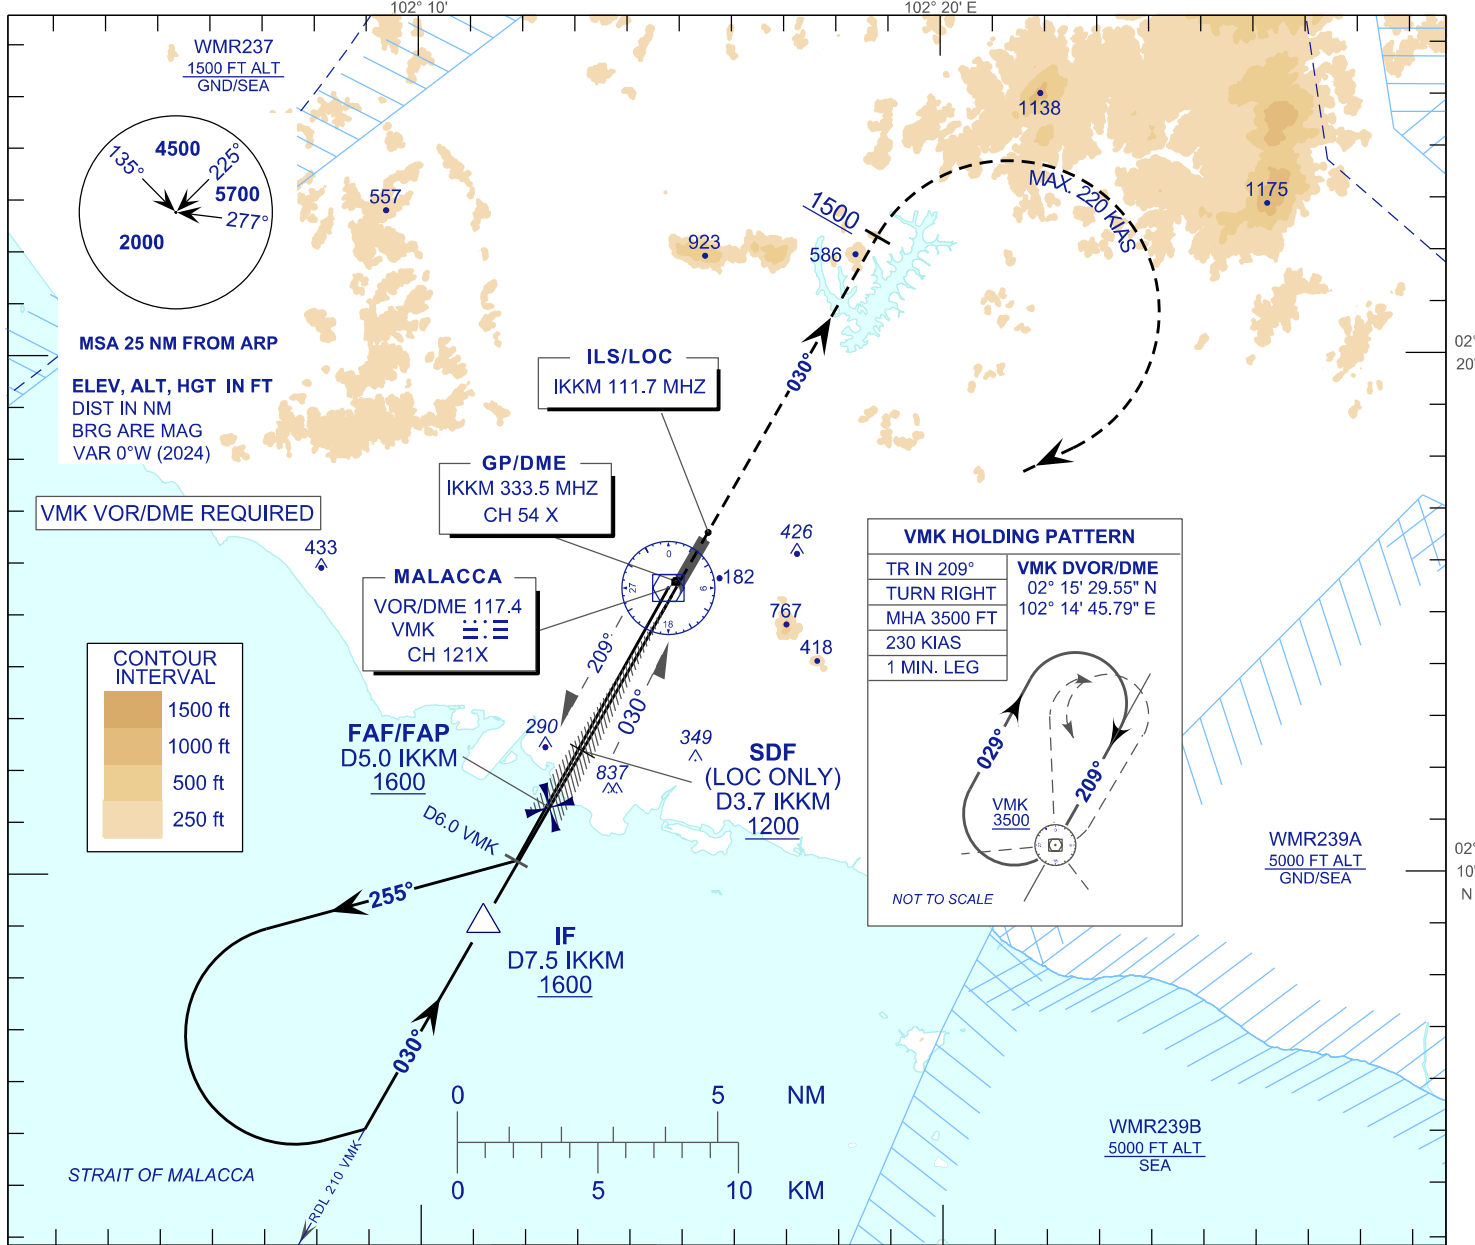 102° 10'
102° 20' E
WMR237
1500 FT ALT
GND/SEA
135°
4500
225°
5700
277°
2000
MSA 25 NM FROM ARP
ELEV, ALT, HGT IN FT
DIST IN NM
BRG ARE MAG
VAR 0°W (2024)
VMK VOR/DME REQUIRED
557
923
1138
1175
1500
586
MAX. 220 KIAS
030°
02°
20'
ILS/LOC
IKKM 111.7 MHZ
GP/DME
IKKM 333.5 MHZ
CH 54 X
MALACCA
VOR/DME 117.4
VMK
CH 121X
433
426
182
767
418
0
9
18
27
209°
030°
290
837
349
CONTOUR
INTERVAL
1500 ft
1000 ft
500 ft
250 ft
FAF/FAP
D5.0 IKKM
1600
SDF
(LOC ONLY)
D3.7 IKKM
1200
D6.0 VMK
255°
IF
D7.5 IKKM
1600
030°
RDL 210 VMK
STRAIT OF MALACCA
0
5
NM
0
5
10
KM
VMK HOLDING PATTERN
TR IN 209°
TURN RIGHT
MHA 3500 FT
230 KIAS
1 MIN. LEG
VMK DVOR/DME
02° 15' 29.55" N
102° 14' 45.79" E
029°
209°
VMK
3500
NOT TO SCALE
WMR239A
5000 FT ALT
GND/SEA
02°
10'
N
WMR239B
5000 FT ALT
SEA